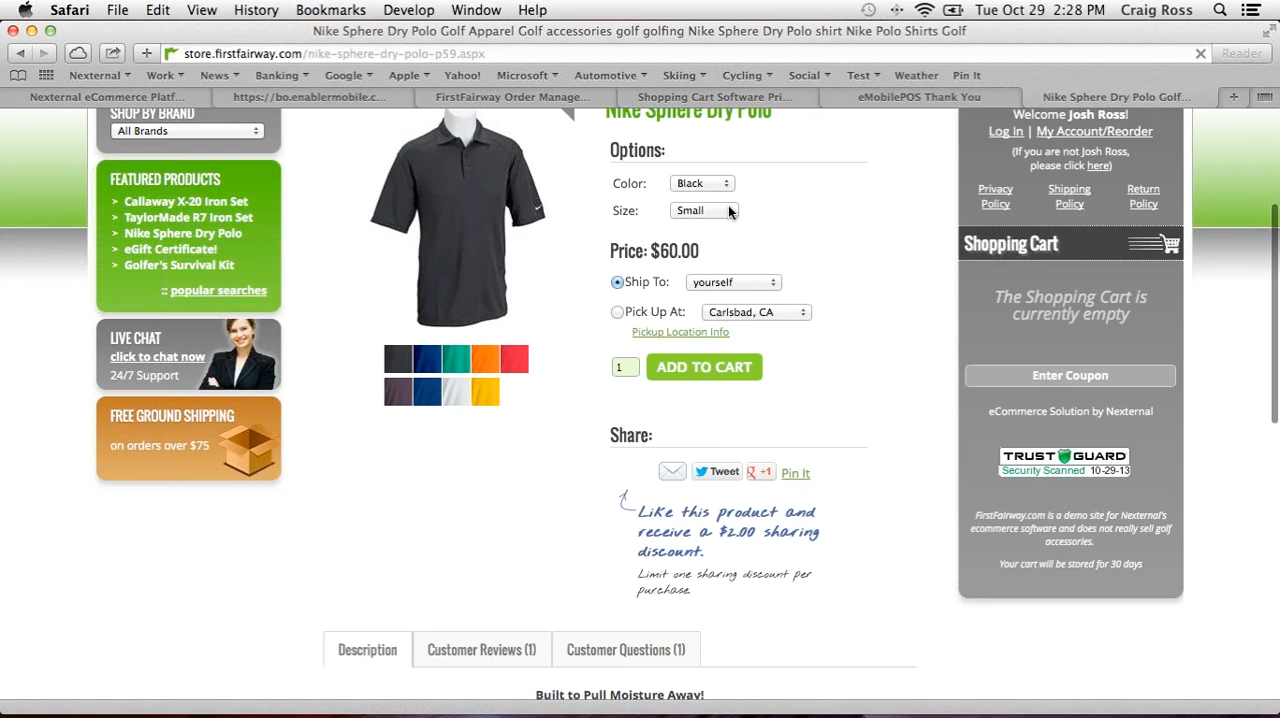 Safari File Edit View History Bookmarks Develop Window Help Tue Oct 29 2:28 PM Craig Ross
Nike Sphere Dry Polo Golf Apparel Golf accessories golf golfing Nike Sphere Dry Polo shirt Nike Polo Shirts Golf
store.firstfairway.com/nike-sphere-dry-polo-p59.aspx Reader
Nexternal Work News Banking Google Apple Yahoo! Microsoft Automotive Skiing Cycling Social Test Weather Pin It
Nexternal eCommerce Platf... https://bo.enablermobile.c... FirstFairway Order Manage... Shopping Cart Software Pri... eMobilePOS Thank You Nike Sphere Dry Polo Golf...
SHOP BY BRAND
All Brands
FEATURED PRODUCTS
Callaway X-20 Iron Set
TaylorMade R7 Iron Set
Nike Sphere Dry Polo
eGift Certificate!
Golfer's Survival Kit
:: popular searches
LIVE CHAT
click to chat now
24/7 Support
FREE GROUND SHIPPING
on orders over $75
Nike Sphere Dry Polo
Options:
Color: Black
Size: Small
Price: $60.00
Ship To: yourself
Pick Up At: Carlsbad, CA
Pickup Location Info
1 ADD TO CART
Share:
Tweet +1 Pin It
Like this product and
receive a $2.00 sharing
discount.
Limit one sharing discount per
purchase.
Description Customer Reviews (1) Customer Questions (1)
Built to Pull Moisture Away!
Welcome Josh Ross!
Log In | My Account/Reorder
(If you are not Josh Ross,
please click here)
Privacy Shipping Return
Policy Policy Policy
Shopping Cart
The Shopping Cart is
currently empty
Enter Coupon
eCommerce Solution by Nexternal
TRUST GUARD
Security Scanned 10-29-13
FirstFairway.com is a demo site for Nexternal's
ecommerce software and does not really sell golf
accessories.
Your cart will be stored for 30 days